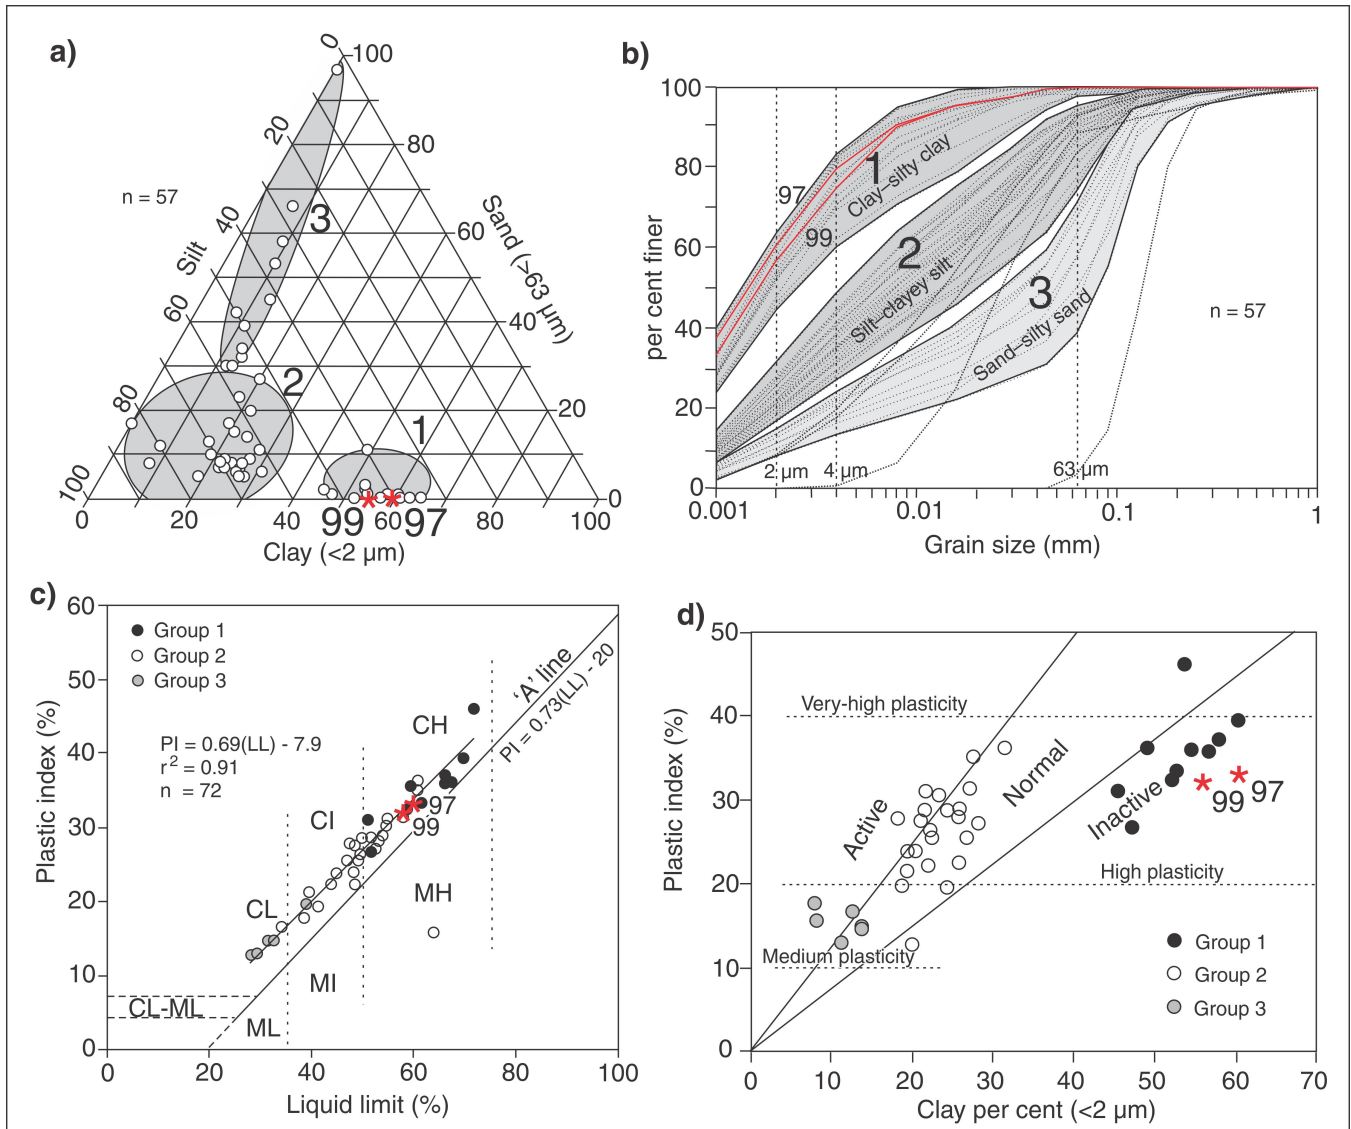 a)
0
100
20
80
n = 57
3
40
Silt
60
Sand (>63 µm)
60
40
80
2
20
1
100
0
0
20
40
99
60
97
80
100
Clay (<2 µm)
b)
100
80
60
40
20
0
per cent finer
97
99
1
Clay–silty clay
2
Silt–clayey silt
3
Sand–silty sand
n = 57
2 µm
4 µm
63 µm
0.001
0.01
0.1
1
Grain size (mm)
c)
60
50
40
30
20
10
0
Plastic index (%)
Group 1
Group 2
Group 3
PI = 0.69(LL) - 7.9
r2 = 0.91
n = 72
'A' line
PI = 0.73(LL) - 20
CH
CI
97
99
CL
MH
MI
CL-ML
ML
0
20
40
60
80
100
Liquid limit (%)
d)
50
40
30
20
10
0
Plastic index (%)
Very-high plasticity
Active
Normal
Inactive
99
97
High plasticity
Medium plasticity
Group 1
Group 2
Group 3
0
10
20
30
40
50
60
70
Clay per cent (<2 µm)